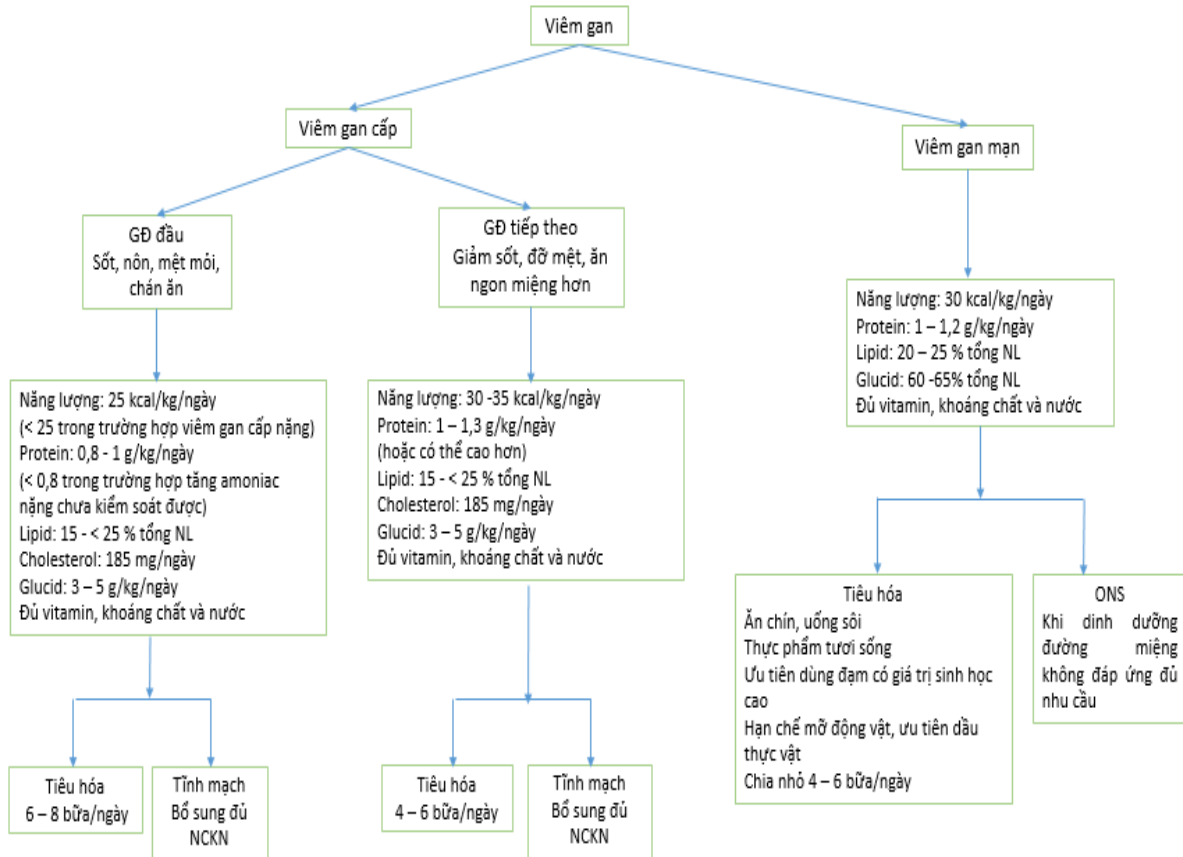 Viêm gan
Viêm gan cấp
Viêm gan mạn
GĐ đầu
Sốt, nôn, mệt mỏi,
chán ăn
GĐ tiếp theo
Giảm sốt, đỡ mệt, ăn
ngon miệng hơn
Năng lượng: 25 kcal/kg/ngày
(< 25 trong trường hợp viêm gan cấp nặng)
Protein: 0,8 - 1 g/kg/ngày
(< 0,8 trong trường hợp tăng amoniac
nặng chưa kiểm soát được)
Lipid: 15 - < 25 % tổng NL
Cholesterol: 185 mg/ngày
Glucid: 3 – 5 g/kg/ngày
Đủ vitamin, khoáng chất và nước
Năng lượng: 30 -35 kcal/kg/ngày
Protein: 1 – 1,3 g/kg/ngày
(hoặc có thể cao hơn)
Lipid: 15 - < 25 % tổng NL
Cholesterol: 185 mg/ngày
Glucid: 3 – 5 g/kg/ngày
Đủ vitamin, khoáng chất và nước
Năng lượng: 30 kcal/kg/ngày
Protein: 1 – 1,2 g/kg/ngày
Lipid: 20 – 25 % tổng NL
Glucid: 60 -65% tổng NL
Đủ vitamin, khoáng chất và nước
Tiêu hóa
6 – 8 bữa/ngày
Tĩnh mạch
Bổ sung đủ
NCKN
Tiêu hóa
4 – 6 bữa/ngày
Tĩnh mạch
Bổ sung đủ
NCKN
Tiêu hóa
Ăn chín, uống sôi
Thực phẩm tươi sống
Ưu tiên dùng đạm có giá trị sinh học
cao
Hạn chế mỡ động vật, ưu tiên dầu
thực vật
Chia nhỏ 4 – 6 bữa/ngày
ONS
Khi dinh dưỡng
đường miệng
không đáp ứng đủ
nhu cầu